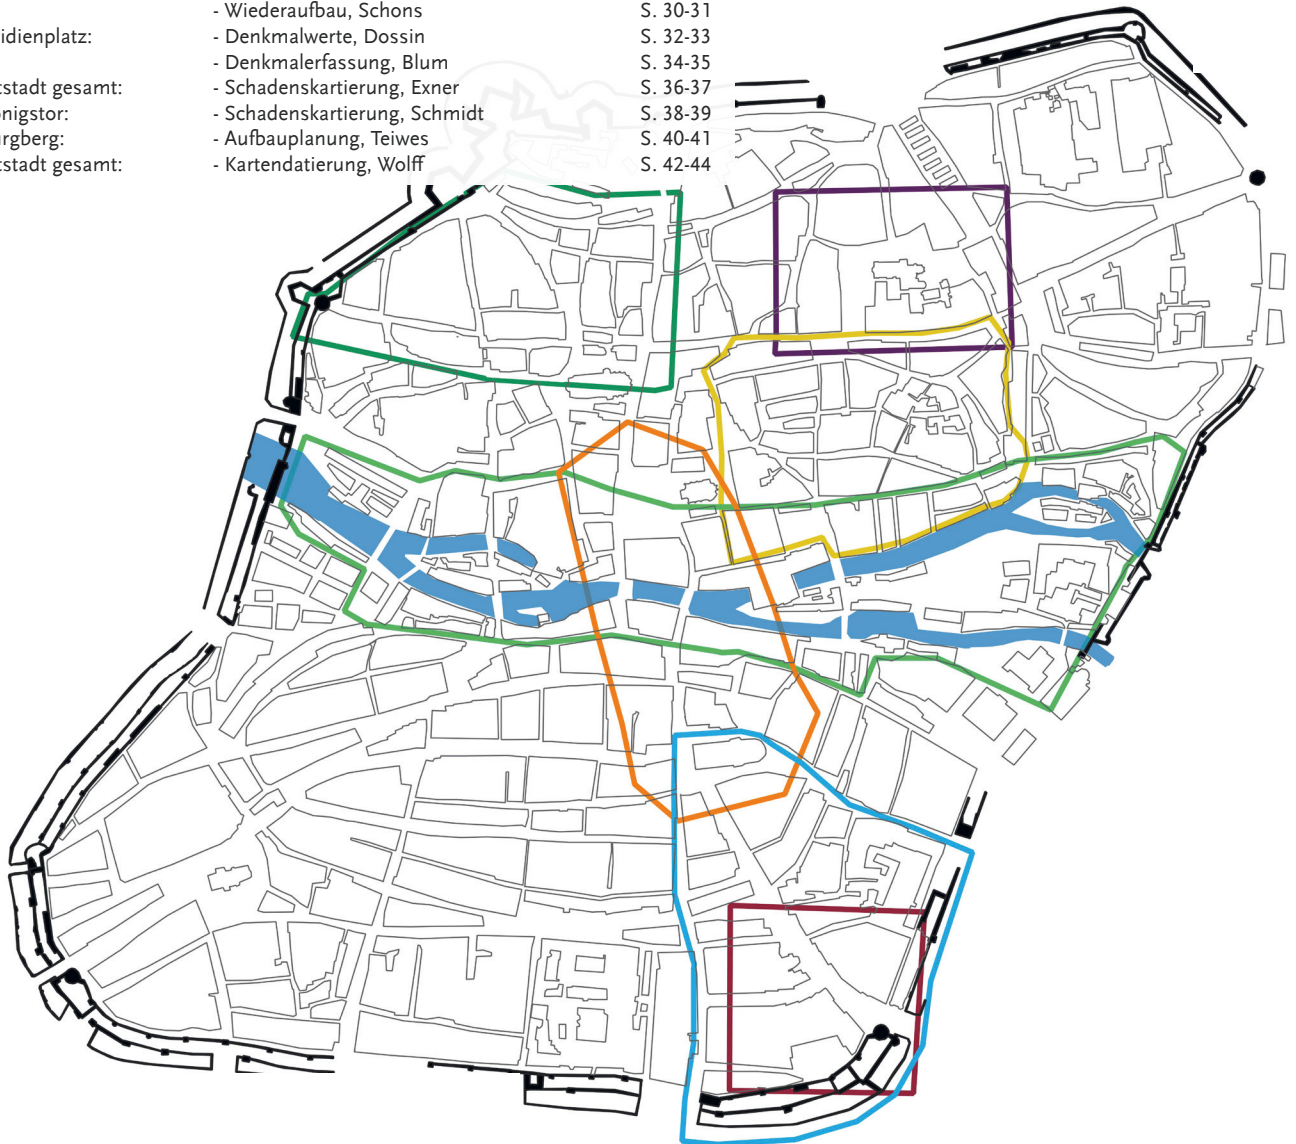 - Wiederaufbau, Schons S. 30-31
idienplatz: - Denkmalwerte, Dossin S. 32-33
- Denkmalerfassung, Blum S. 34-35
tstadt gesamt: - Schadenskartierung, Exner S. 36-37
nigstor: - Schadenskartierung, Schmidt S. 38-39
rgberg: - Aufbauplanung, Teiwes S. 40-41
tstadt gesamt: - Kartendatierung, Wolff S. 42-44